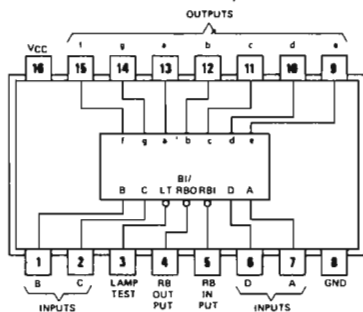 OUTPUTS
VCC f g a b c d e
16 15 14 13 12 11 10 9
f g a b c d e
BI/
B C LT RBO RBI D A
1 2 3 4 5 6 7 8
B C LAMP RB RB D A GND
TEST OUT IN
PUT PUT
INPUTS INPUTS